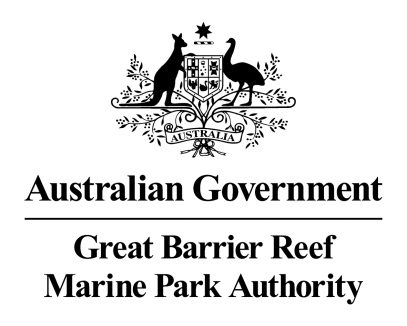 AUSTRALIA
Australian Government
Great Barrier Reef
Marine Park Authority